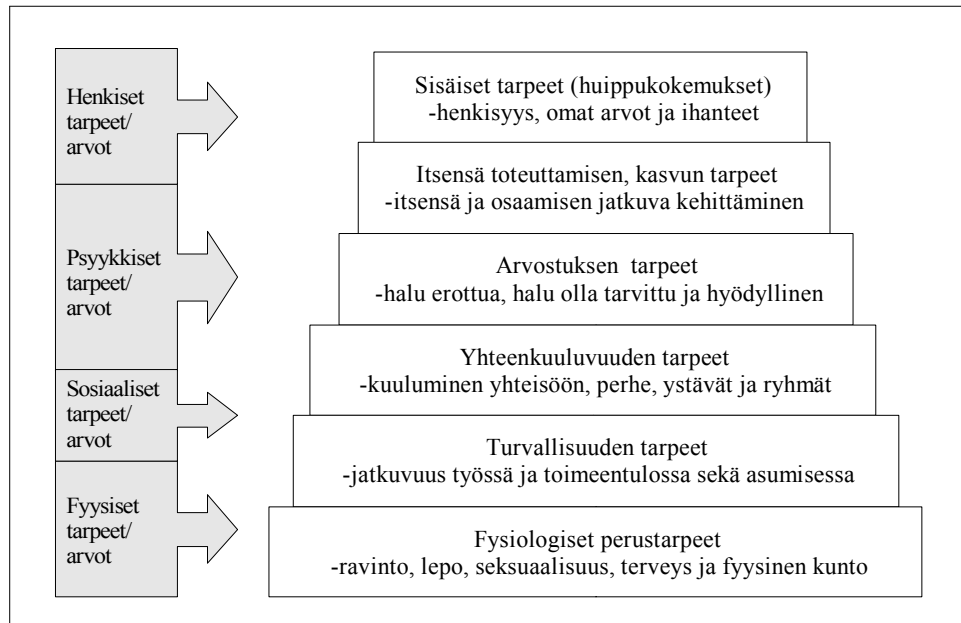 Henkiset
tarpeet/
arvot
Psyykkiset
tarpeet/
arvot
Sosiaaliset
tarpeet/
arvot
Fyysiset
tarpeet/
arvot
Sisäiset tarpeet (huippukokemukset)
-henkisyys, omat arvot ja ihanteet
Itsensä toteuttamisen, kasvun tarpeet
-itsensä ja osaamisen jatkuva kehittäminen
Arvostuksen tarpeet
-halu erottua, halu olla tarvittu ja hyödyllinen
Yhteenkuuluvuuden tarpeet
-kuuluminen yhteisöön, perhe, ystävät ja ryhmät
Turvallisuuden tarpeet
-jatkuvuus työssä ja toimeentulossa sekä asumisessa
Fysiologiset perustarpeet
-ravinto, lepo, seksuaalisuus, terveys ja fyysinen kunto